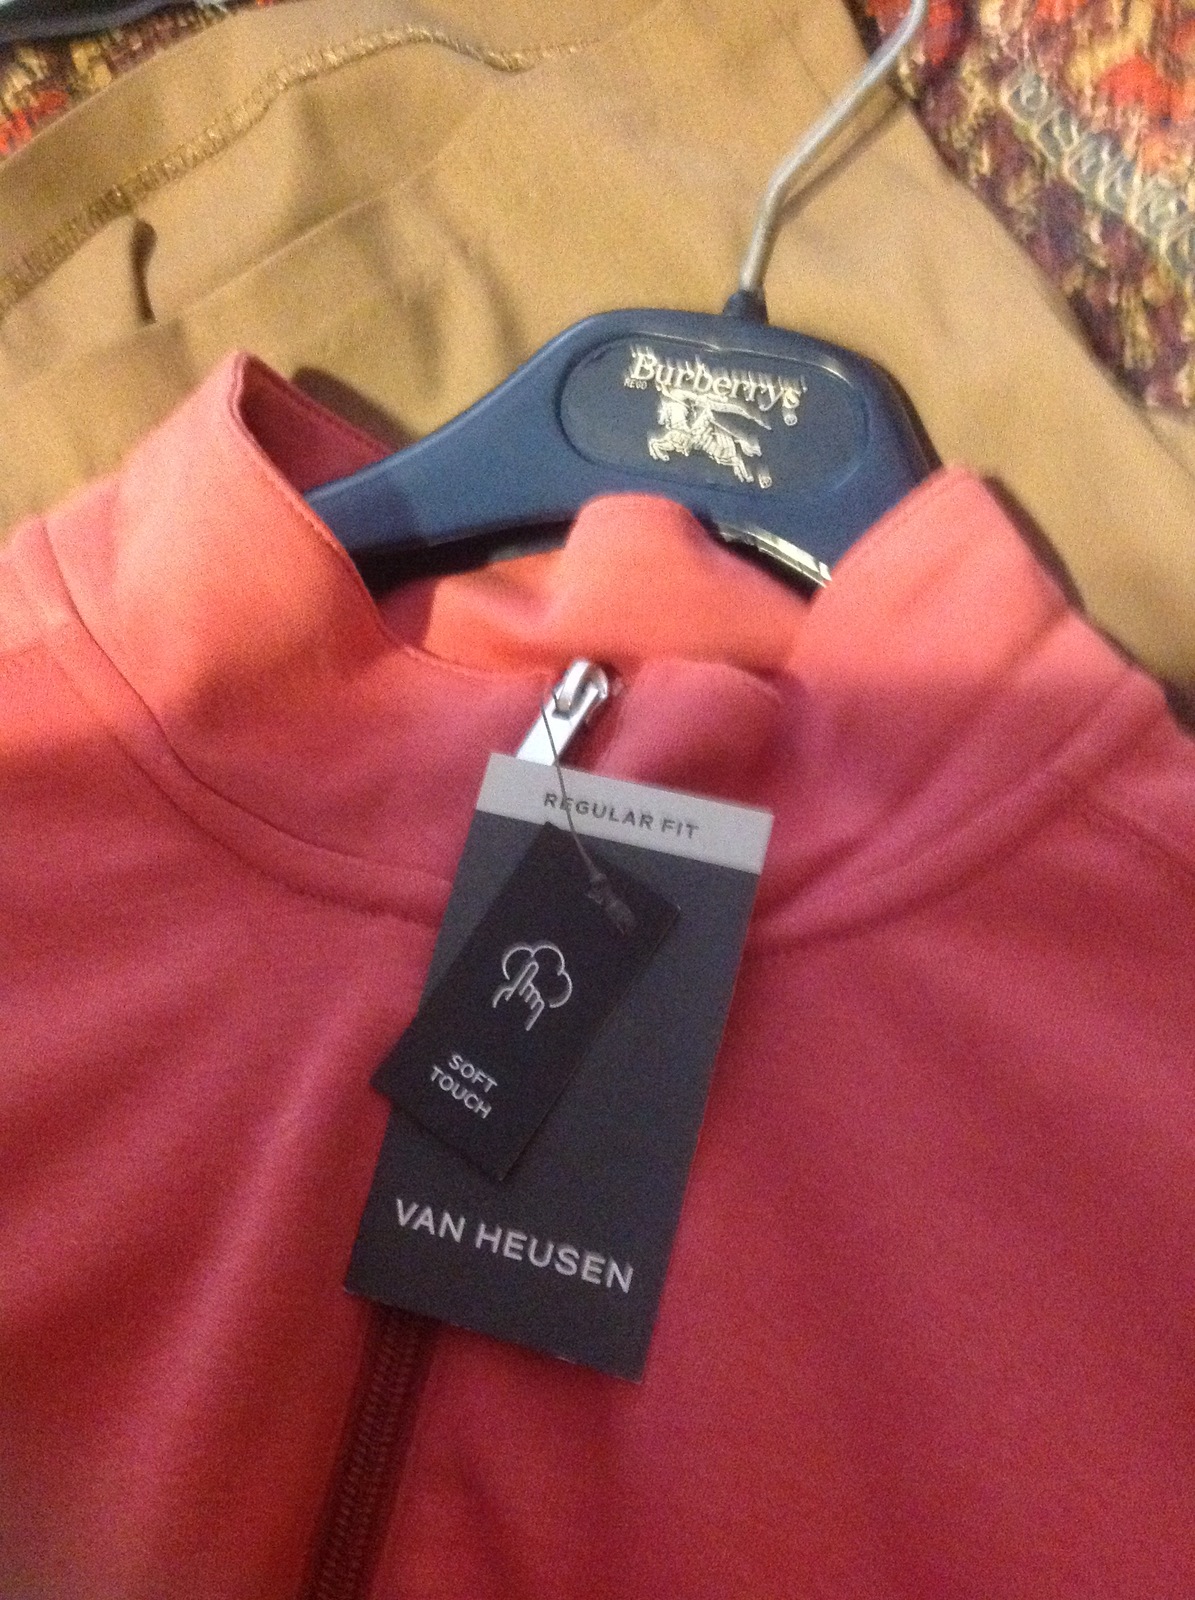 Burberrys®
REGD
®
REGULAR FIT
SOFT
TOUCH
VAN HEUSEN